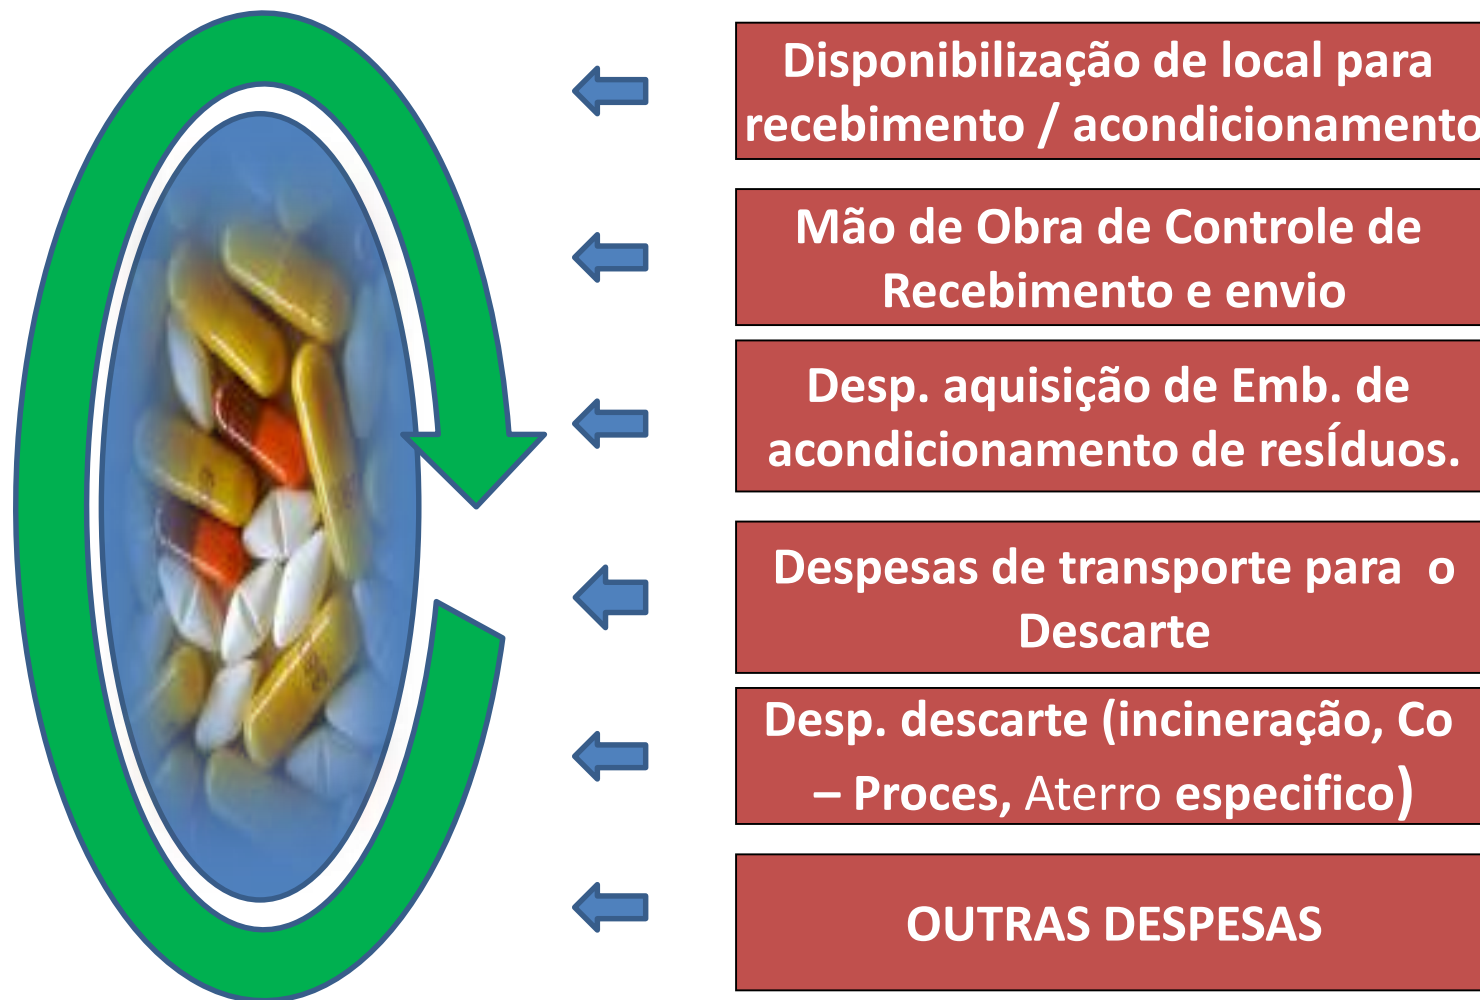 Disponibilização de local para
recebimento / acondicionamento
Mão de Obra de Controle de
Recebimento e envio
Desp. aquisição de Emb. de
acondicionamento de resÍduos.
Despesas de transporte para o
Descarte
Desp. descarte (incineração, Co
– Proces, Aterro especifico)
OUTRAS DESPESAS